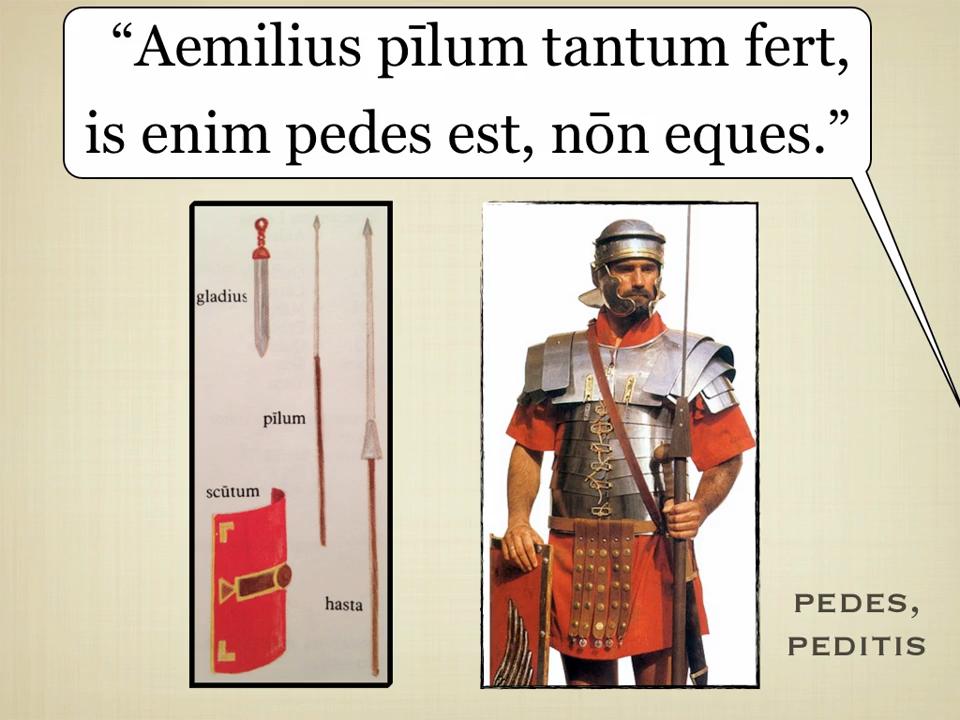 “Aemilius pīlum tantum fert,
is enim pedes est, nōn eques.”
gladius
pīlum
scūtum
hasta
PEDES,
PEDITIS